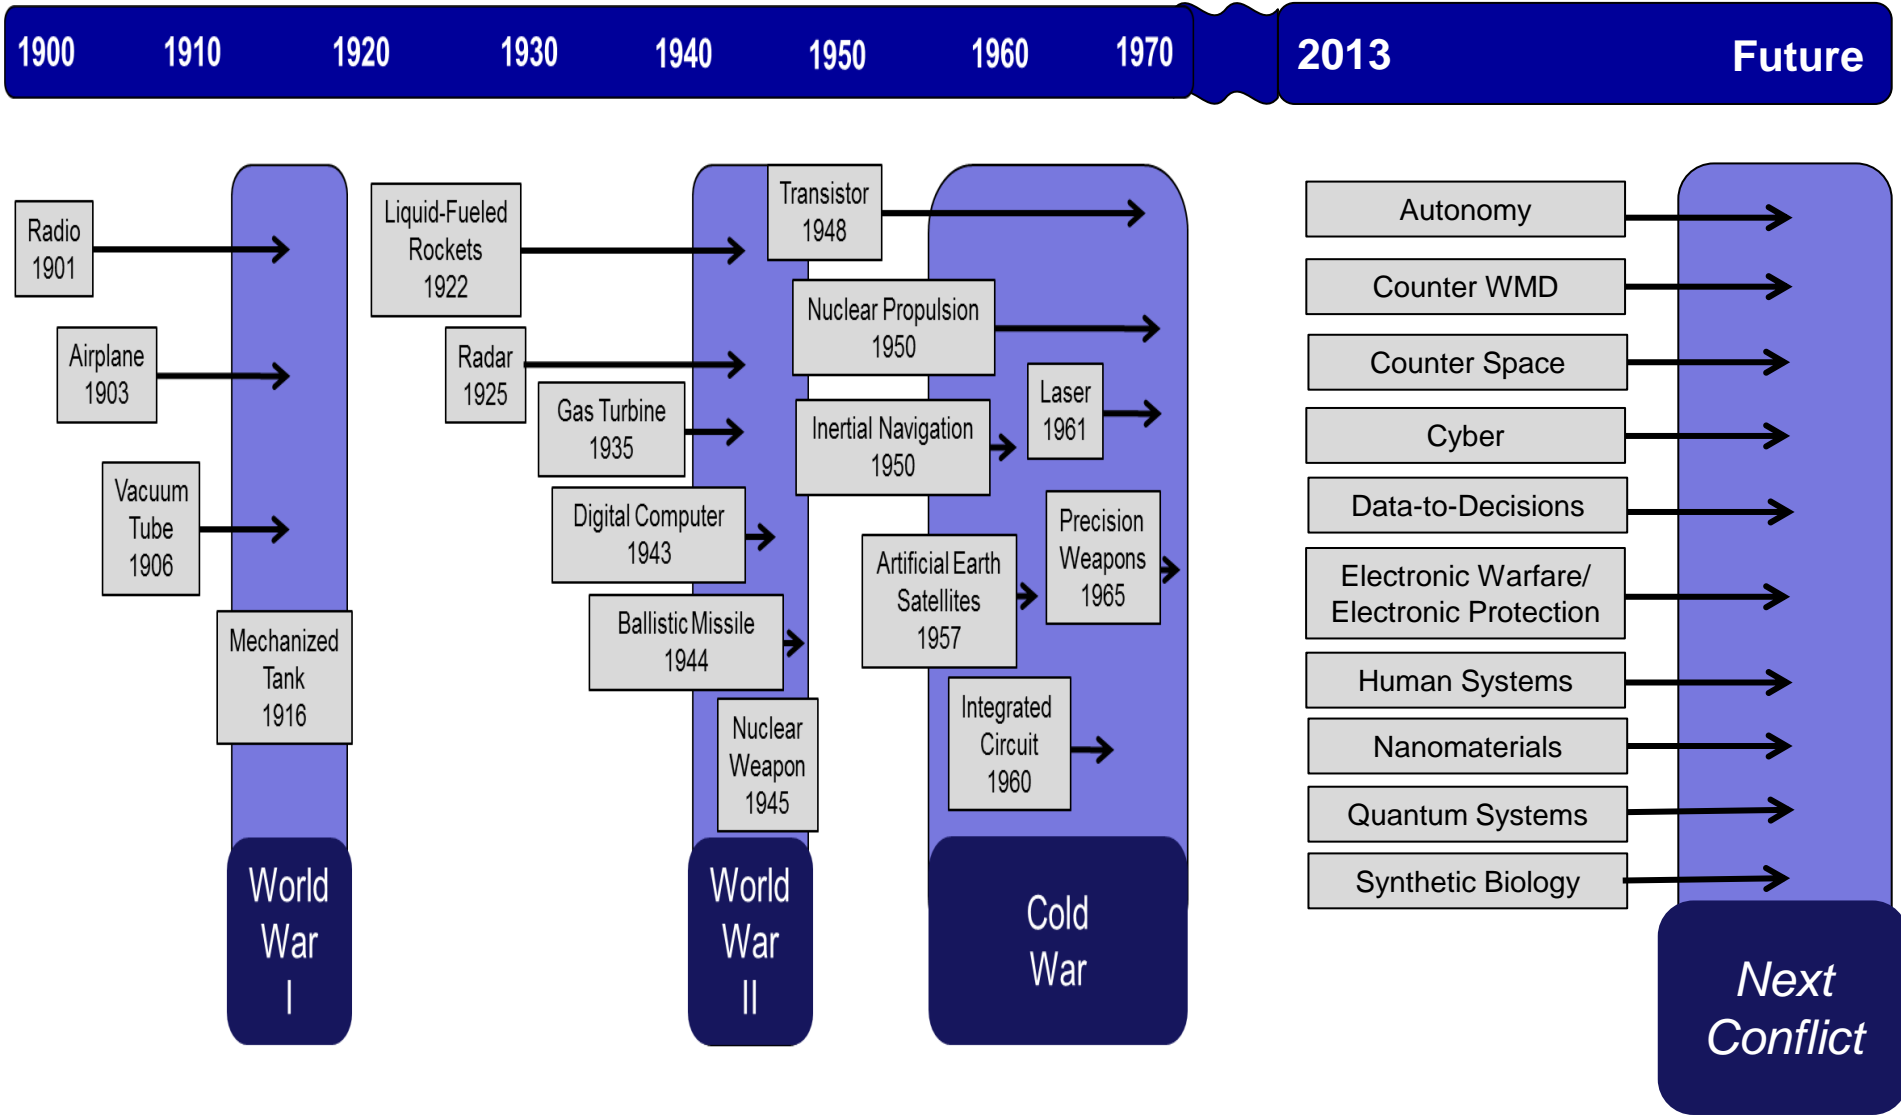 1900 1910 1920 1930 1940 1950 1960 1970 2013 Future
Radio
1901
Airplane
1903
Vacuum
Tube
1906
Mechanized
Tank
1916
World
War
I
Liquid-Fueled
Rockets
1922
Radar
1925
Gas Turbine
1935
Digital Computer
1943
Ballistic Missile
1944
Nuclear
Weapon
1945
World
War
II
Transistor
1948
Nuclear Propulsion
1950
Inertial Navigation
1950
Laser
1961
Artificial Earth
Satellites
1957
Precision
Weapons
1965
Integrated
Circuit
1960
Cold
War
Autonomy
Counter WMD
Counter Space
Cyber
Data-to-Decisions
Electronic Warfare/
Electronic Protection
Human Systems
Nanomaterials
Quantum Systems
Synthetic Biology
Next
Conflict